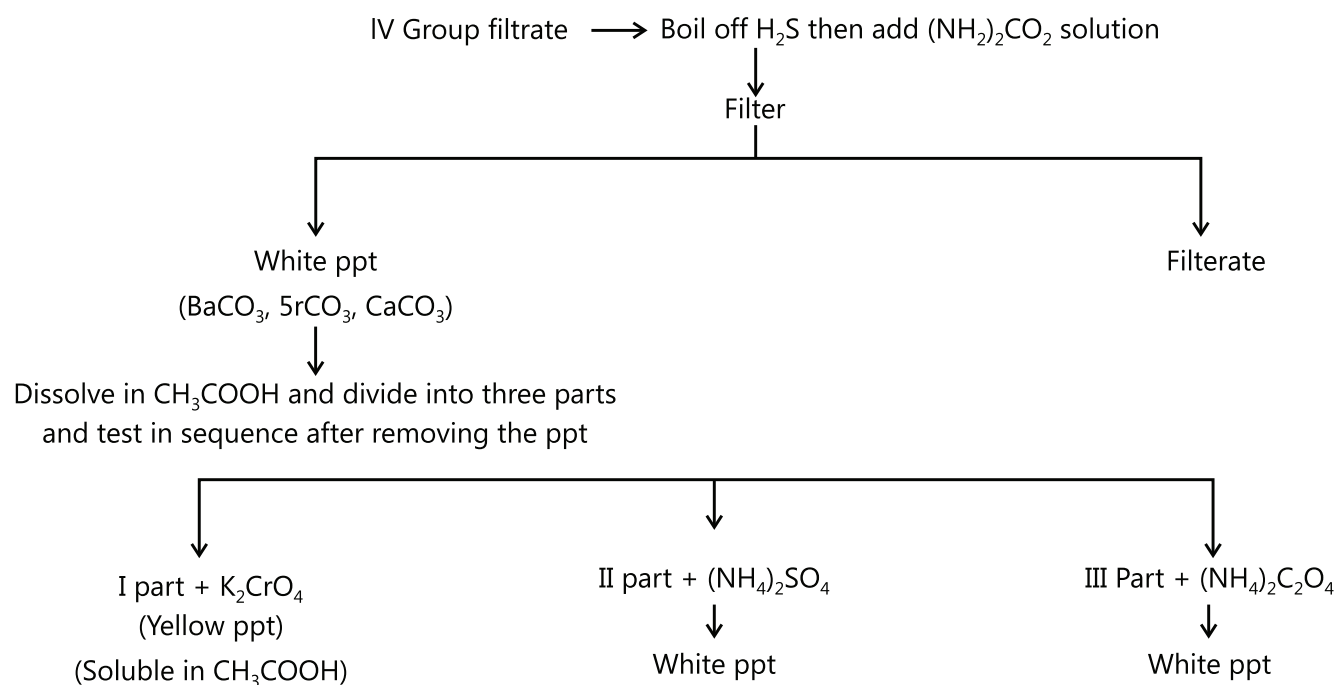 IV Group filtrate → Boil off H₂S then add (NH₂)₂CO₂ solution
Filter
White ppt
Filterate
(BaCO₃, 5rCO₃, CaCO₃)
Dissolve in CH₃COOH and divide into three parts
and test in sequence after removing the ppt
I part + K₂CrO₄
(Yellow ppt)
(Soluble in CH₃COOH)
II part + (NH₄)₂SO₄
White ppt
III Part + (NH₄)₂C₂O₄
White ppt